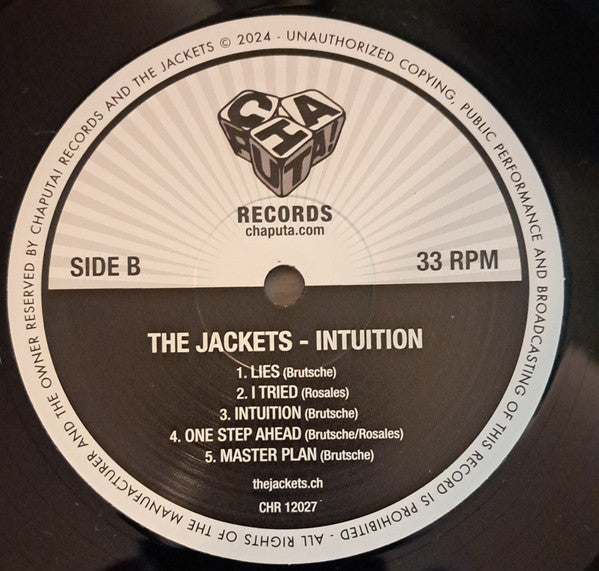 ALL RIGHTS OF THE MANUFACTURER AND THE OWNER RESERVED BY CHAPUTA! RECORDS AND THE JACKETS © 2024 - UNAUTHORIZED COPYING, PUBLIC PERFORMANCE AND BROADCASTING OF THIS RECORD IS PROHIBITED -
CHA
PUTA!
RECORDS
chaputa.com
SIDE B
33 RPM
THE JACKETS - INTUITION
1. LIES (Brutsche)
2. I TRIED (Rosales)
3. INTUITION (Brutsche)
4. ONE STEP AHEAD (Brutsche/Rosales)
5. MASTER PLAN (Brutsche)
thejackets.ch
CHR 12027